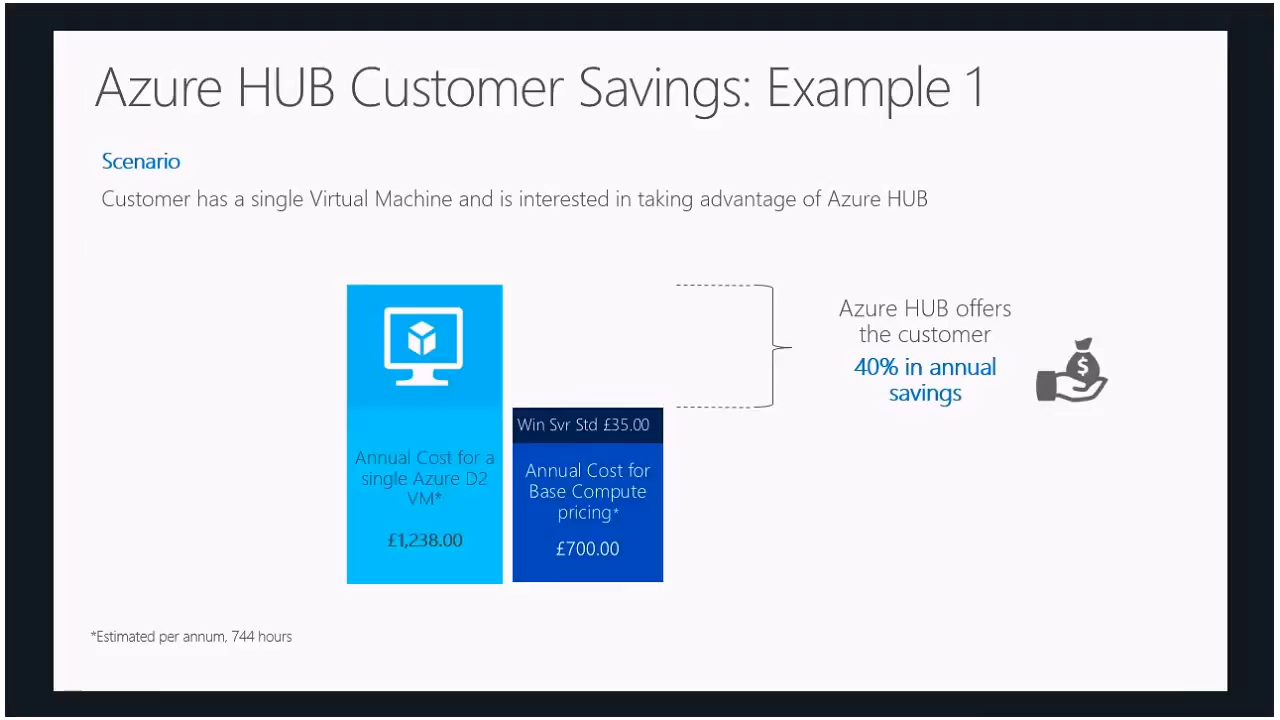 Azure HUB Customer Savings: Example 1
Scenario
Customer has a single Virtual Machine and is interested in taking advantage of Azure HUB
Annual Cost for a
single Azure D2
VM*
£1,238.00
Win Svr Std £35.00
Annual Cost for
Base Compute
pricing*
£700.00
Azure HUB offers
the customer
40% in annual
savings
$
*Estimated per annum, 744 hours